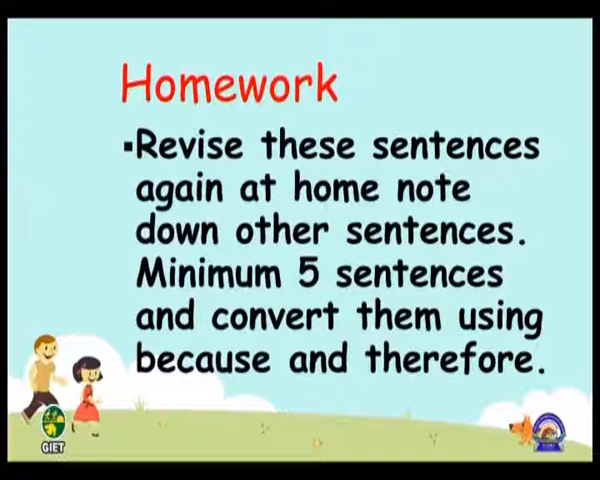 Homework
▪Revise these sentences
again at home note
down other sentences.
Minimum 5 sentences
and convert them using
because and therefore.
GIET